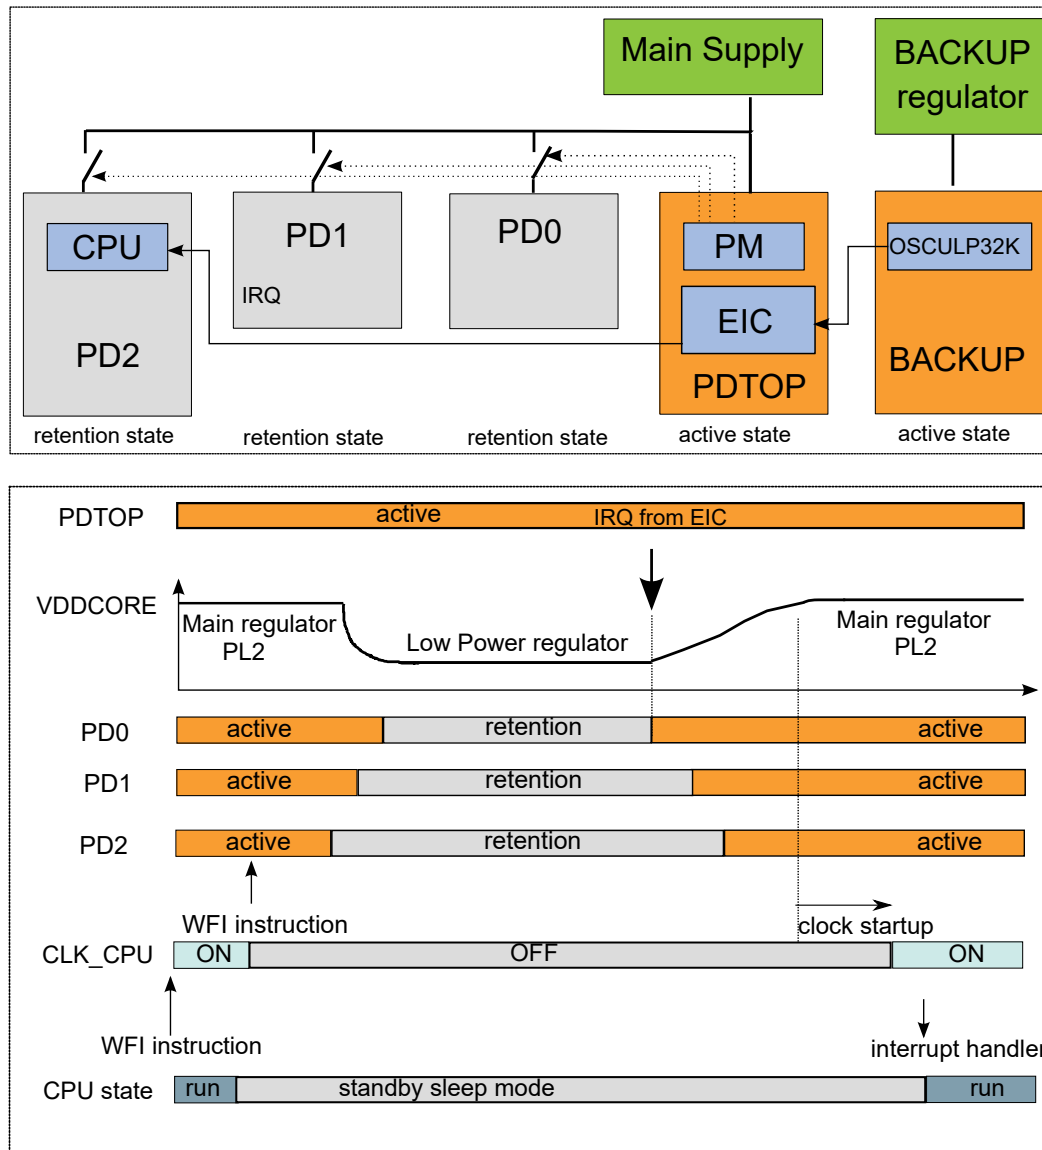 Main Supply
BACKUP
regulator
PD2
CPU
PD1
IRQ
PD0
PM
EIC
PDTOP
OSCULP32K
BACKUP
retention state
retention state
retention state
active state
active state
PDTOP
active
IRQ from EIC
VDDCORE
Main regulator
PL2
Low Power regulator
Main regulator
PL2
PD0
active
retention
active
PD1
active
retention
active
PD2
active
retention
active
WFI instruction
clock startup
CLK_CPU
ON
OFF
ON
WFI instruction
interrupt handler
CPU state
run
standby sleep mode
run